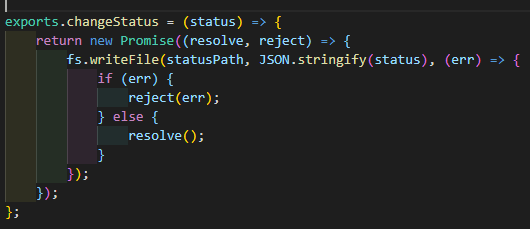 exports.changeStatus = (status) => {
    return new Promise((resolve, reject) => {
        fs.writeFile(statusPath, JSON.stringify(status), (err) => {
            if (err) {
                reject(err);
            } else {
                resolve();
            }
        });
    });
};